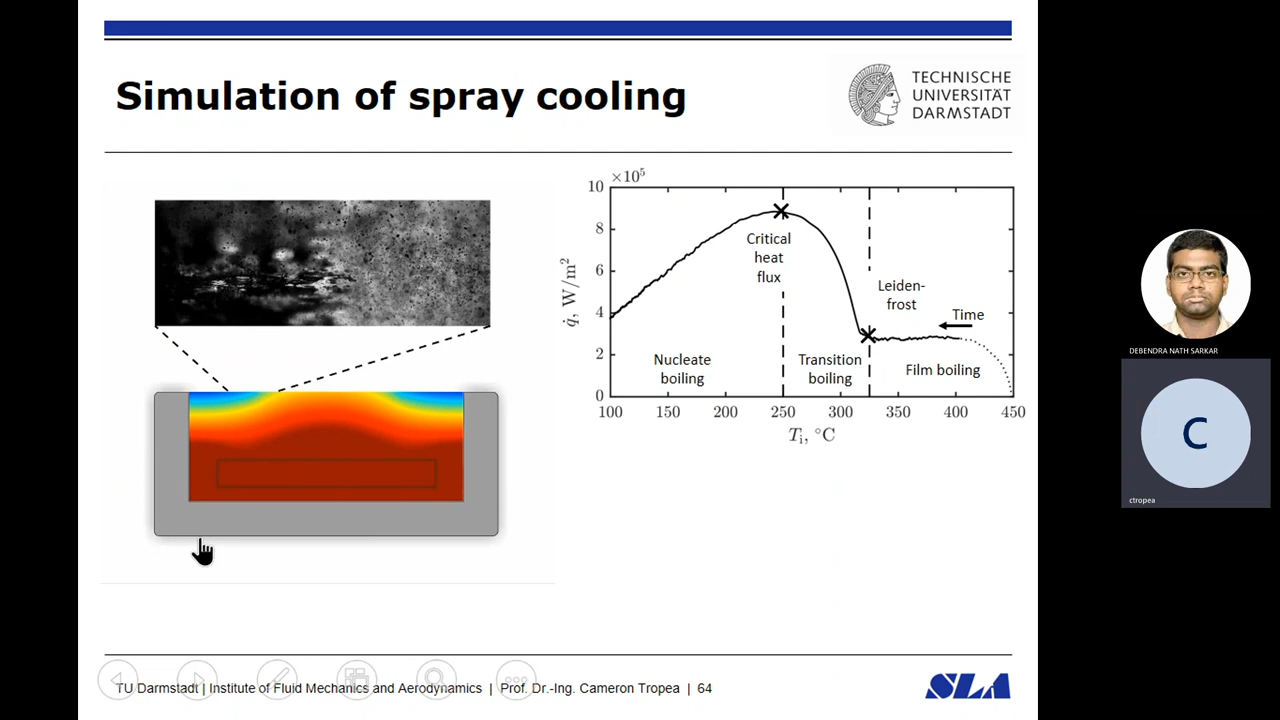 Simulation of spray cooling
TECHNISCHE
UNIVERSITÄT
DARMSTADT
×10⁵
10
8
6
4
2
0
q̇, W/m²
Critical
heat
flux
Leiden-
frost
Time
Nucleate
boiling
Transition
boiling
Film boiling
100 150 200 250 300 350 400 450
Tᵢ, °C
DEBENDRA NATH SARKAR
C
ctropea
TU Darmstadt | Institute of Fluid Mechanics and Aerodynamics | Prof. Dr.-Ing. Cameron Tropea | 64
SLA